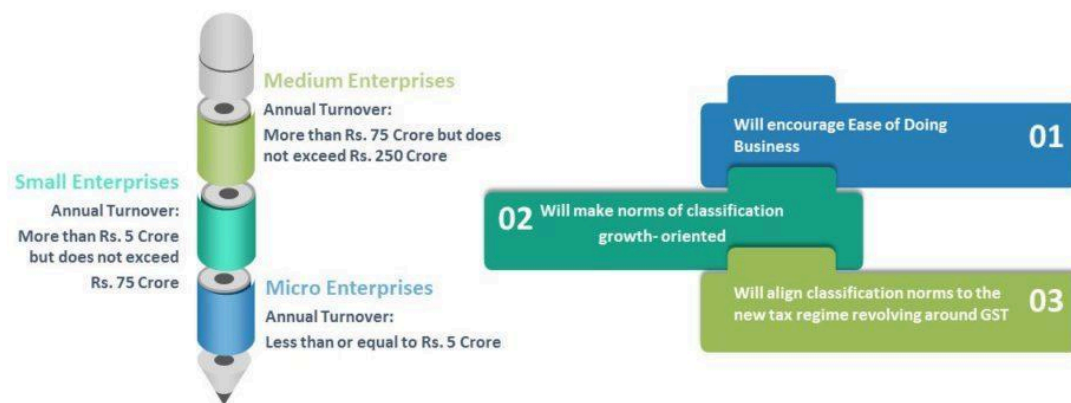 Medium Enterprises
Annual Turnover:
More than Rs. 75 Crore but does
not exceed Rs. 250 Crore
Small Enterprises
Annual Turnover:
More than Rs. 5 Crore
but does not exceed
Rs. 75 Crore
Micro Enterprises
Annual Turnover:
Less than or equal to Rs. 5 Crore
Will encourage Ease of Doing
Business
01
02
Will make norms of classification
growth- oriented
Will align classification norms to the
new tax regime revolving around GST
03